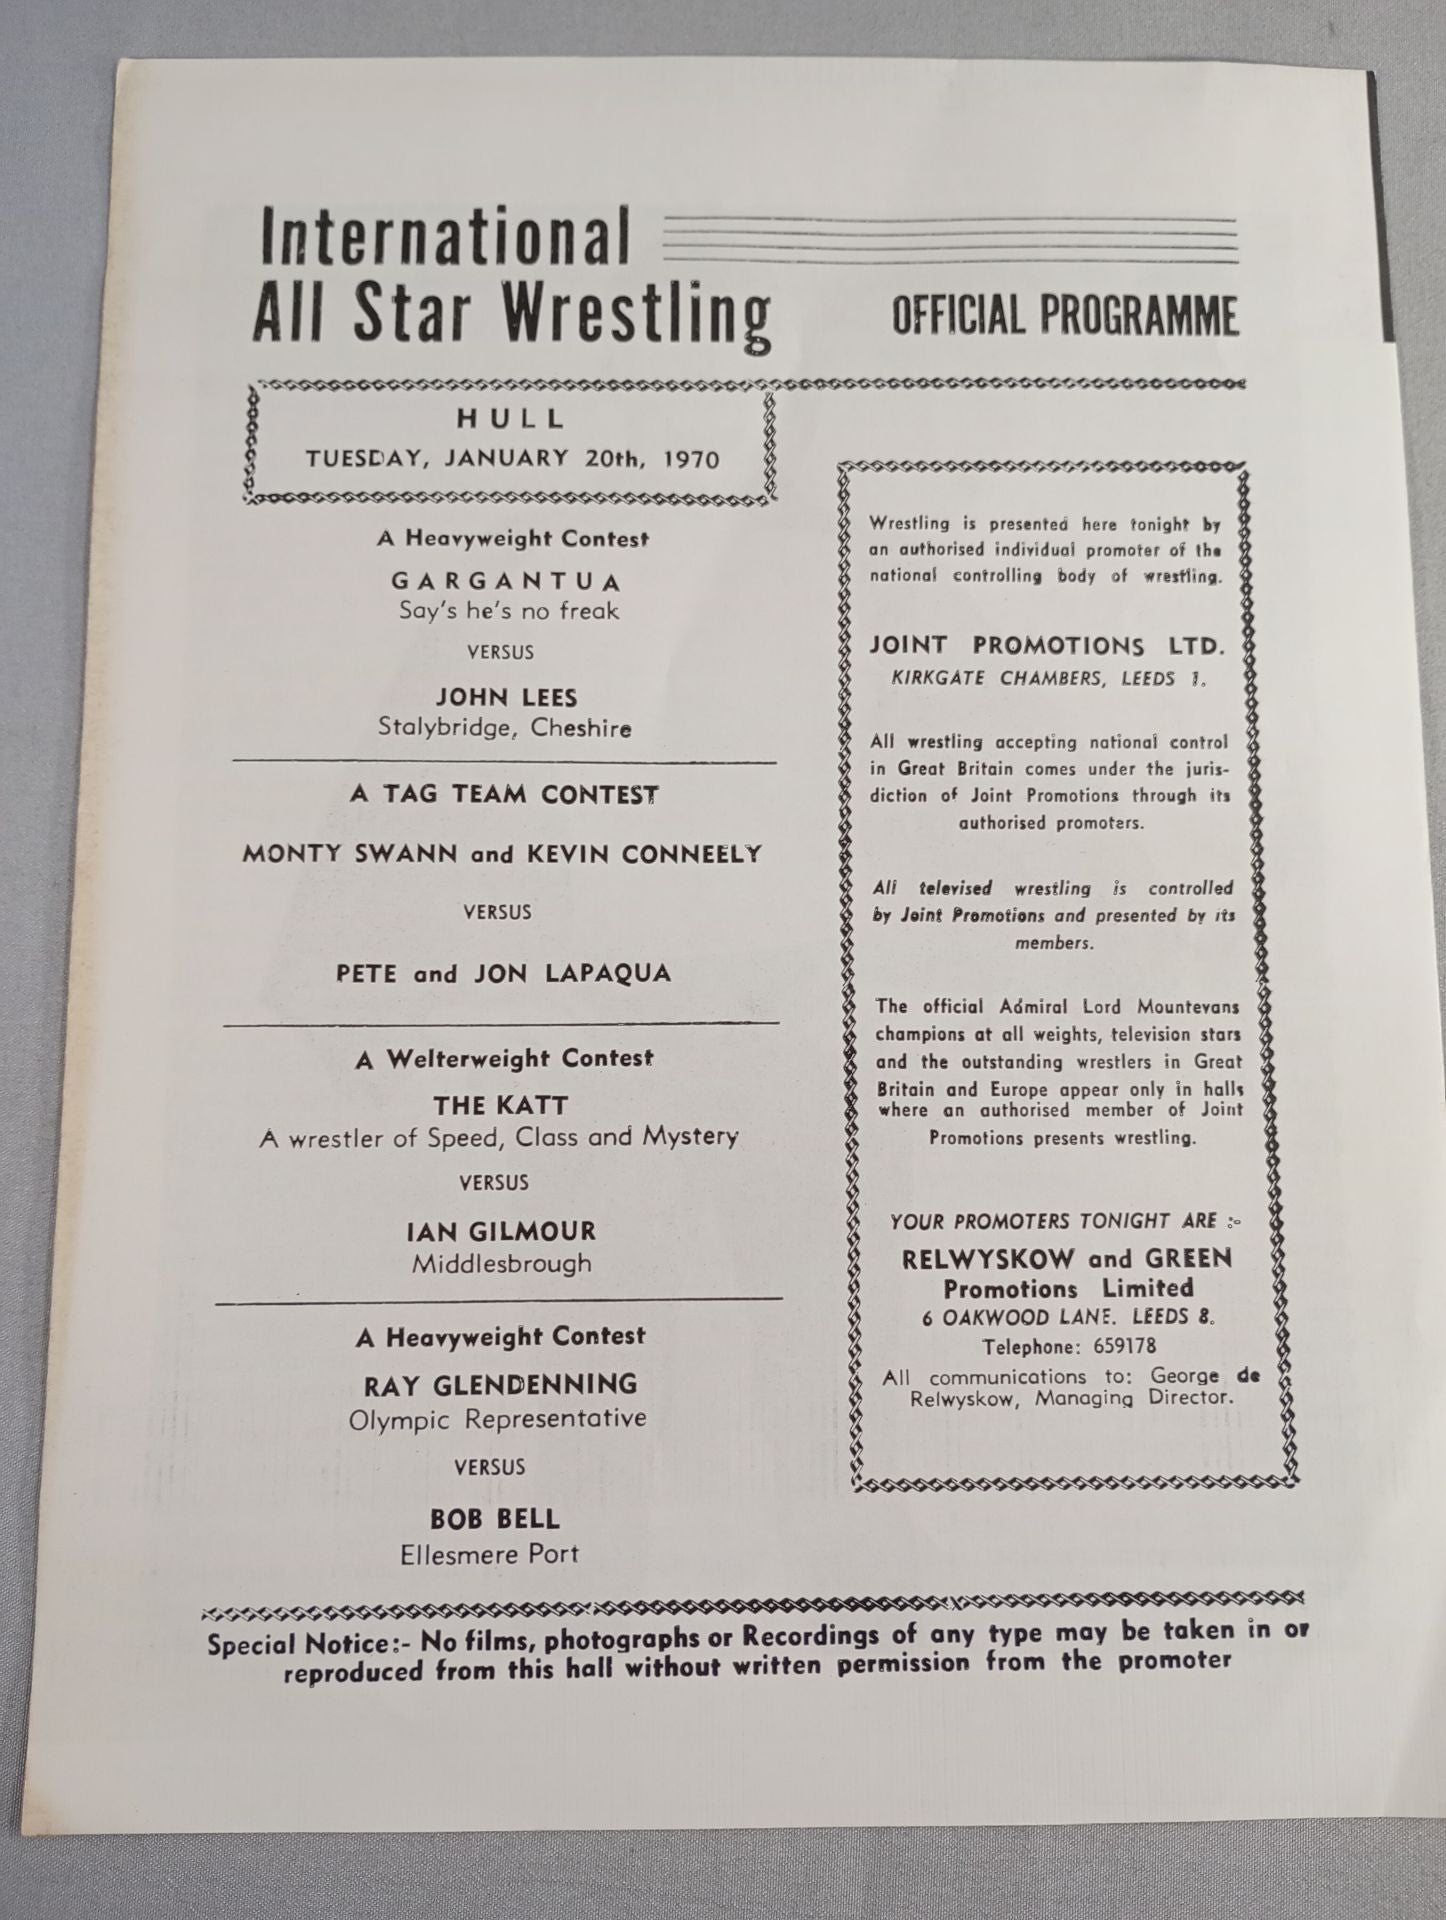 International
All Star Wrestling
OFFICIAL PROGRAMME
HULL
TUESDAY, JANUARY 20th, 1970
A Heavyweight Contest
GARGANTUA
Say's he's no freak
VERSUS
JOHN LEES
Stalybridge, Cheshire
A TAG TEAM CONTEST
MONTY SWANN and KEVIN CONNEELY
VERSUS
PETE and JON LAPAQUA
A Welterweight Contest
THE KATT
A wrestler of Speed, Class and Mystery
VERSUS
IAN GILMOUR
Middlesbrough
A Heavyweight Contest
RAY GLENDENNING
Olympic Representative
VERSUS
BOB BELL
Ellesmere Port
Wrestling is presented here tonight by
an authorised individual promoter of the
national controlling body of wrestling.
JOINT PROMOTIONS LTD.
KIRKGATE CHAMBERS, LEEDS 1.
All wrestling accepting national control
in Great Britain comes under the juris-
diction of Joint Promotions through its
authorised promoters.
All televised wrestling is controlled
by Joint Promotions and presented by its
members.
The official Admiral Lord Mountevans
champions at all weights, television stars
and the outstanding wrestlers in Great
Britain and Europe appear only in halls
where an authorised member of Joint
Promotions presents wrestling.
YOUR PROMOTERS TONIGHT ARE :-
RELWYSKOW and GREEN
Promotions Limited
6 OAKWOOD LANE. LEEDS 8.
Telephone: 659178
All communications to: George de
Relwyskow, Managing Director.
Special Notice:- No films, photographs or Recordings of any type may be taken in or
reproduced from this hall without written permission from the promoter